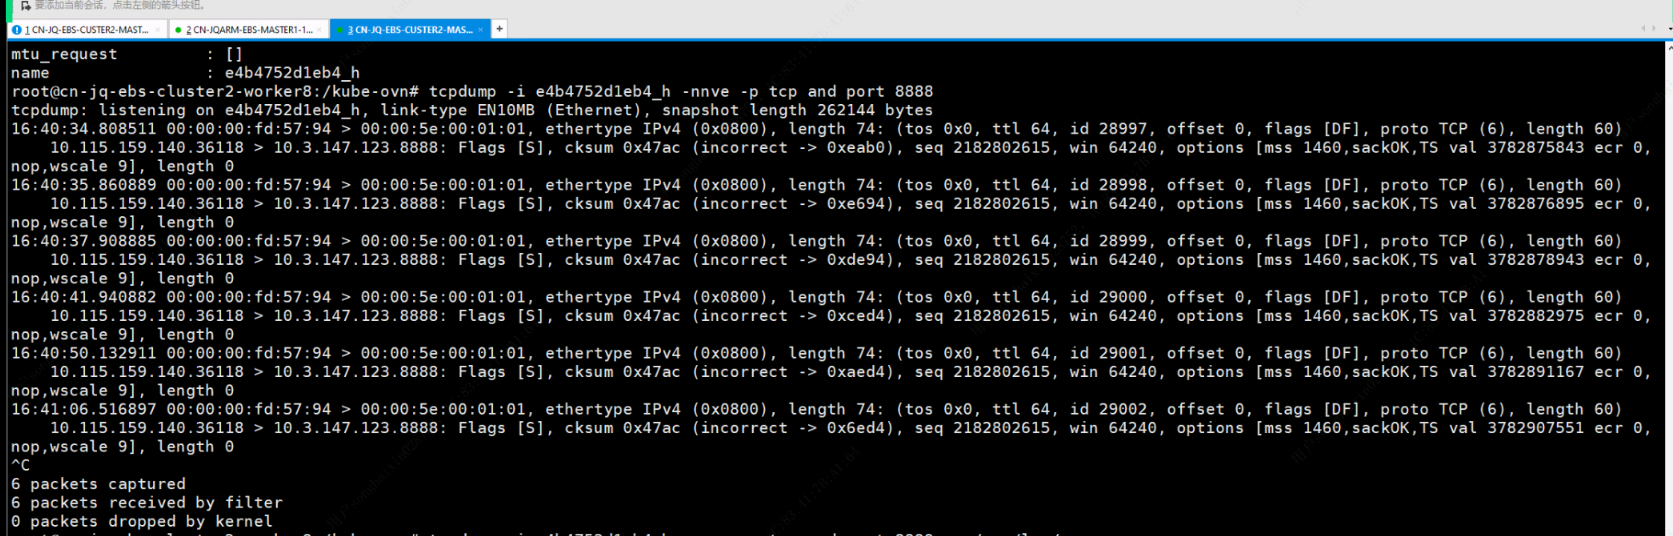 要添加当前会话，点击左侧的箭头按钮。
1 CN-JQ-EBS-CUSTER2-MAST... × 2 CN-JQARM-EBS-MASTER1-1... × 3 CN-JQ-EBS-CUSTER2-MAS... × +
mtu_request : []
name : e4b4752d1eb4_h
root@cn-jq-ebs-cluster2-worker8:/kube-ovn# tcpdump -i e4b4752d1eb4_h -nnve -p tcp and port 8888
tcpdump: listening on e4b4752d1eb4_h, link-type EN10MB (Ethernet), snapshot length 262144 bytes
16:40:34.808511 00:00:00:fd:57:94 > 00:00:5e:00:01:01, ethertype IPv4 (0x0800), length 74: (tos 0x0, ttl 64, id 28997, offset 0, flags [DF], proto TCP (6), length 60)
10.115.159.140.36118 > 10.3.147.123.8888: Flags [S], cksum 0x47ac (incorrect -> 0xeab0), seq 2182802615, win 64240, options [mss 1460,sackOK,TS val 3782875843 ecr 0,
nop,wscale 9], length 0
16:40:35.860889 00:00:00:fd:57:94 > 00:00:5e:00:01:01, ethertype IPv4 (0x0800), length 74: (tos 0x0, ttl 64, id 28998, offset 0, flags [DF], proto TCP (6), length 60)
10.115.159.140.36118 > 10.3.147.123.8888: Flags [S], cksum 0x47ac (incorrect -> 0xe694), seq 2182802615, win 64240, options [mss 1460,sackOK,TS val 3782876895 ecr 0,
nop,wscale 9], length 0
16:40:37.908885 00:00:00:fd:57:94 > 00:00:5e:00:01:01, ethertype IPv4 (0x0800), length 74: (tos 0x0, ttl 64, id 28999, offset 0, flags [DF], proto TCP (6), length 60)
10.115.159.140.36118 > 10.3.147.123.8888: Flags [S], cksum 0x47ac (incorrect -> 0xde94), seq 2182802615, win 64240, options [mss 1460,sackOK,TS val 3782878943 ecr 0,
nop,wscale 9], length 0
16:40:41.940882 00:00:00:fd:57:94 > 00:00:5e:00:01:01, ethertype IPv4 (0x0800), length 74: (tos 0x0, ttl 64, id 29000, offset 0, flags [DF], proto TCP (6), length 60)
10.115.159.140.36118 > 10.3.147.123.8888: Flags [S], cksum 0x47ac (incorrect -> 0xced4), seq 2182802615, win 64240, options [mss 1460,sackOK,TS val 3782882975 ecr 0,
nop,wscale 9], length 0
16:40:50.132911 00:00:00:fd:57:94 > 00:00:5e:00:01:01, ethertype IPv4 (0x0800), length 74: (tos 0x0, ttl 64, id 29001, offset 0, flags [DF], proto TCP (6), length 60)
10.115.159.140.36118 > 10.3.147.123.8888: Flags [S], cksum 0x47ac (incorrect -> 0xaed4), seq 2182802615, win 64240, options [mss 1460,sackOK,TS val 3782891167 ecr 0,
nop,wscale 9], length 0
16:41:06.516897 00:00:00:fd:57:94 > 00:00:5e:00:01:01, ethertype IPv4 (0x0800), length 74: (tos 0x0, ttl 64, id 29002, offset 0, flags [DF], proto TCP (6), length 60)
10.115.159.140.36118 > 10.3.147.123.8888: Flags [S], cksum 0x47ac (incorrect -> 0x6ed4), seq 2182802615, win 64240, options [mss 1460,sackOK,TS val 3782907551 ecr 0,
nop,wscale 9], length 0
^C
6 packets captured
6 packets received by filter
0 packets dropped by kernel